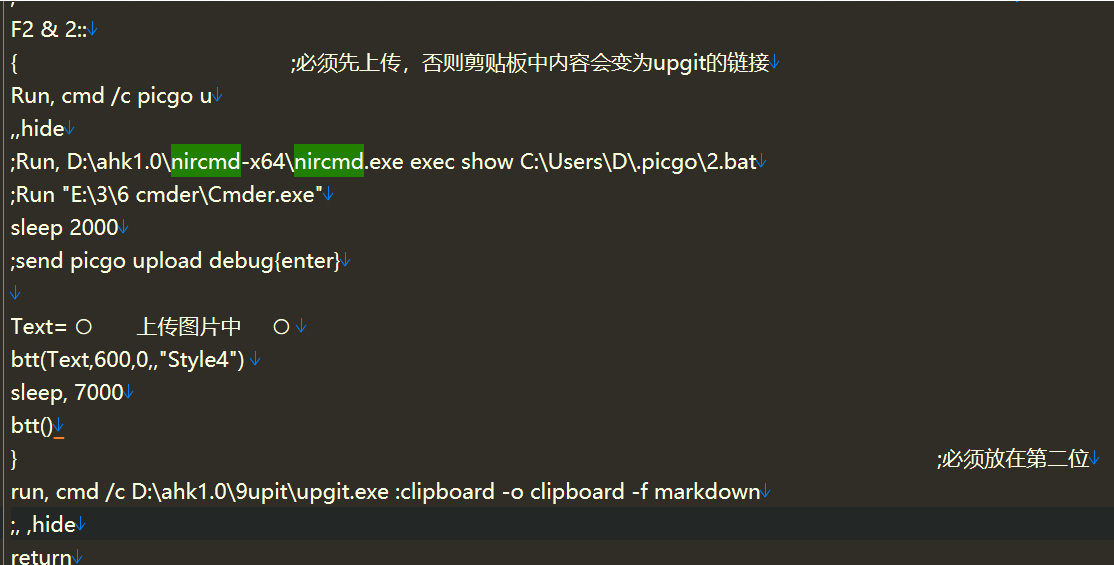 F2 & 2::↓
{ ;必须先上传，否则剪贴板中内容会变为upgit的链接↓
Run, cmd /c picgo u↓
,,hide↓
;Run, D:\ahk1.0\nircmd-x64\nircmd.exe exec show C:\Users\D\.picgo\2.bat↓
;Run "E:\3\6 cmder\Cmder.exe"↓
sleep 2000↓
;send picgo upload debug{enter}↓
↓
Text= ○ 上传图片中 ○ ↓
btt(Text,600,0,,"Style4") ↓
sleep, 7000↓
btt()↓
} ;必须放在第二位↓
run, cmd /c D:\ahk1.0\9upit\upgit.exe :clipboard -o clipboard -f markdown↓
;, ,hide↓
return↓